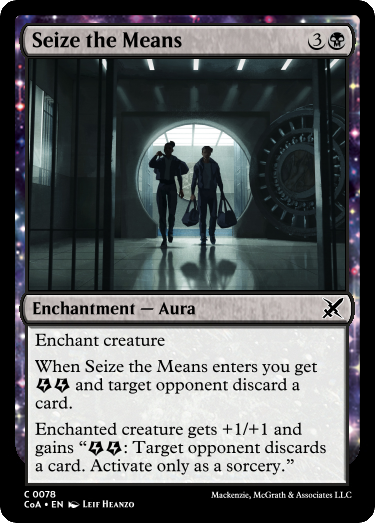 Seize the Means 3
Enchantment — Aura
Enchant creature
When Seize the Means enters you get
and target opponent discard a
card.
Enchanted creature gets +1/+1 and
gains “: Target opponent discards
a card. Activate only as a sorcery.”
C 0078
CoA • EN Leif Heanzo
Mackenzie, McGrath & Associates LLC